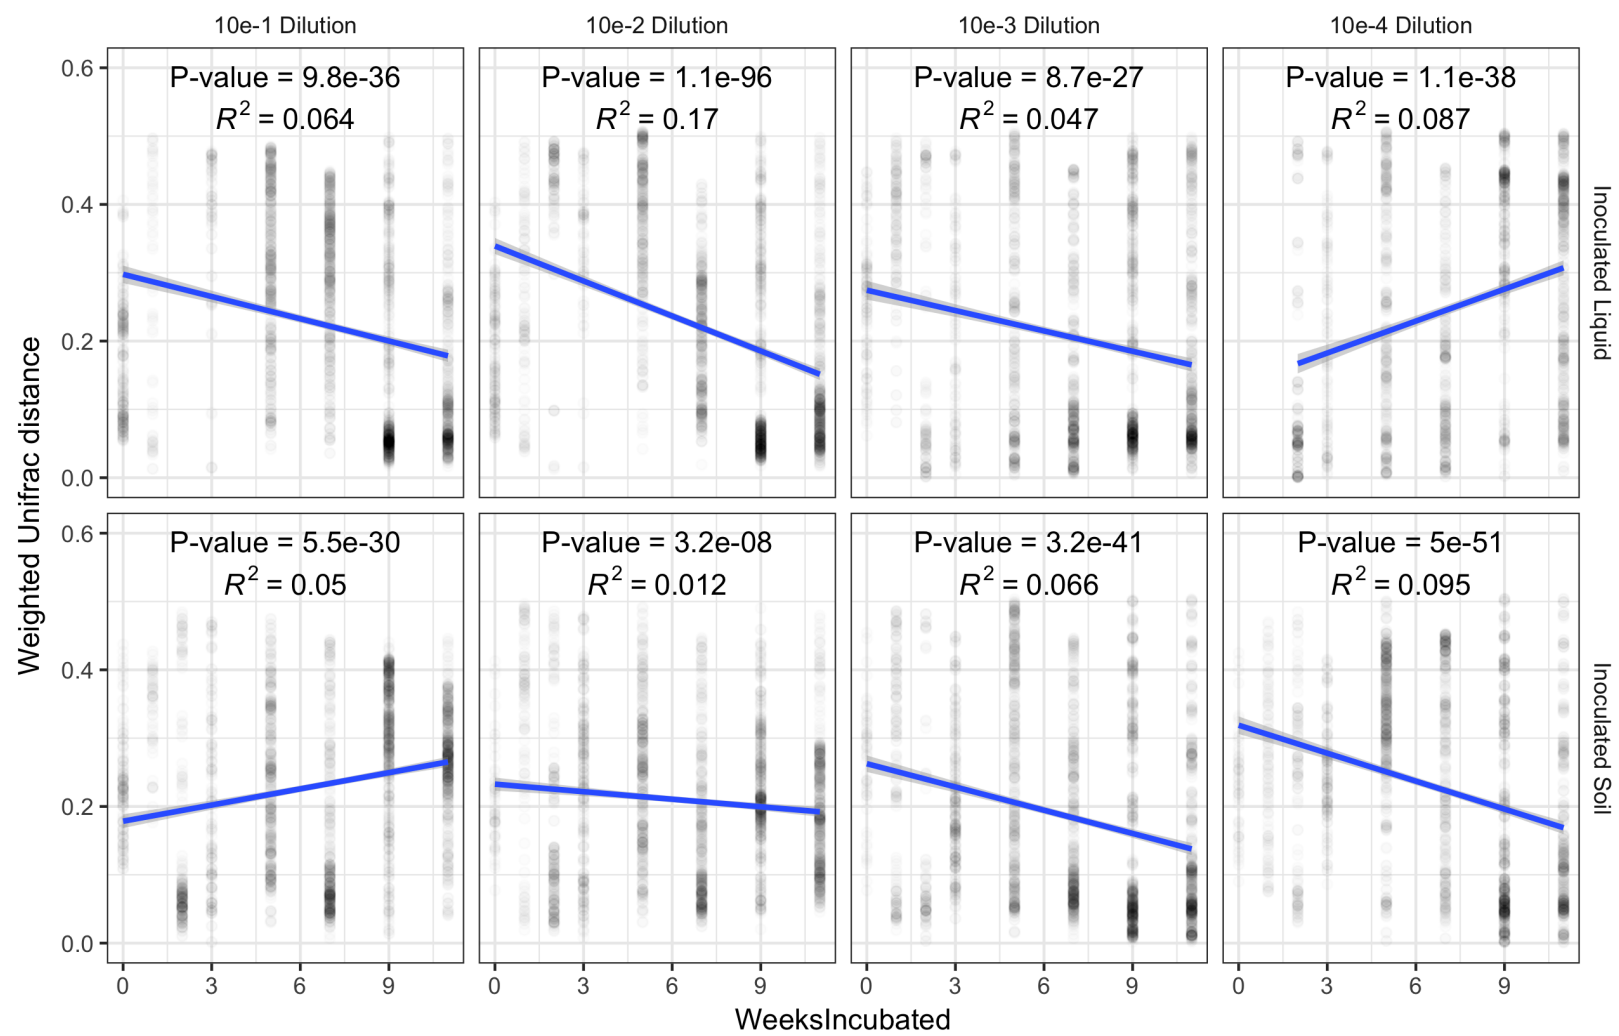 10e-1 Dilution
10e-2 Dilution
10e-3 Dilution
10e-4 Dilution
P-value = 9.8e-36
R² = 0.064
P-value = 1.1e-96
R² = 0.17
P-value = 8.7e-27
R² = 0.047
P-value = 1.1e-38
R² = 0.087
0.6
0.4
0.2
0.0
Inoculated Liquid
Weighted Unifrac distance
P-value = 5.5e-30
R² = 0.05
P-value = 3.2e-08
R² = 0.012
P-value = 3.2e-41
R² = 0.066
P-value = 5e-51
R² = 0.095
0.6
0.4
0.2
0.0
Inoculated Soil
0 3 6 9
0 3 6 9
0 3 6 9
0 3 6 9
WeeksIncubated